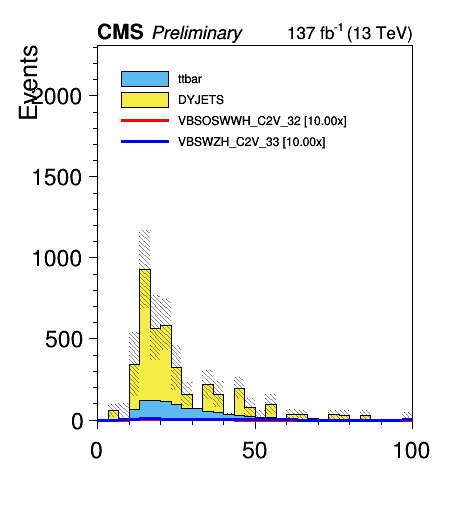 CMS Preliminary 137 fb⁻¹ (13 TeV)
Events
2000
1500
1000
500
0
ttbar
DYJETS
VBSOSWWH_C2V_32 [10.00x]
VBSWZH_C2V_33 [10.00x]
0 50 100